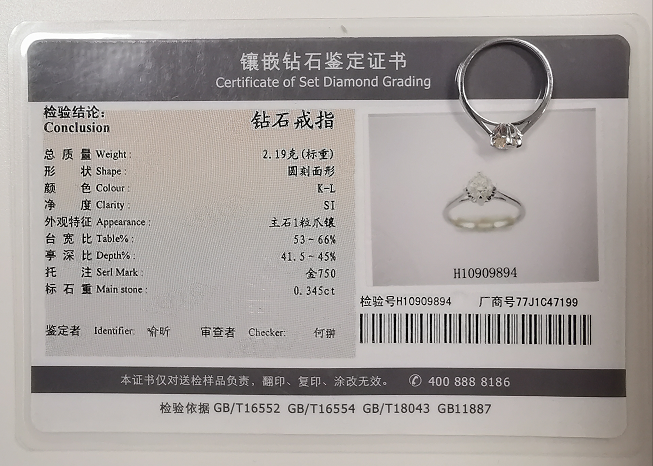 镶嵌钻石鉴定证书
Certificate of Set Diamond Grading
检验结论:
Conclusion
钻石戒指
总质量 Weight: 2.19克(标重)
形状 Shape: 圆刻面形
颜色 Colour: K-L
净度 Clarity: SI
外观特征 Appearance: 主石1粒爪镶
台宽比 Table%: 53-66%
亭深比 Depth%: 41.5-45%
托注 Serl Mark: 金750
标石重 Main stone: 0.345ct
鉴定者 Identifier: 喻昕 审查者 Checker: 何翀
H10909894
检验号H10909894 厂商号77J1C47199
本证书仅对送检样品负责，翻印、复印、涂改无效。 ✆ 400 888 8186
检验依据 GB/T16552 GB/T16554 GB/T18043 GB11887